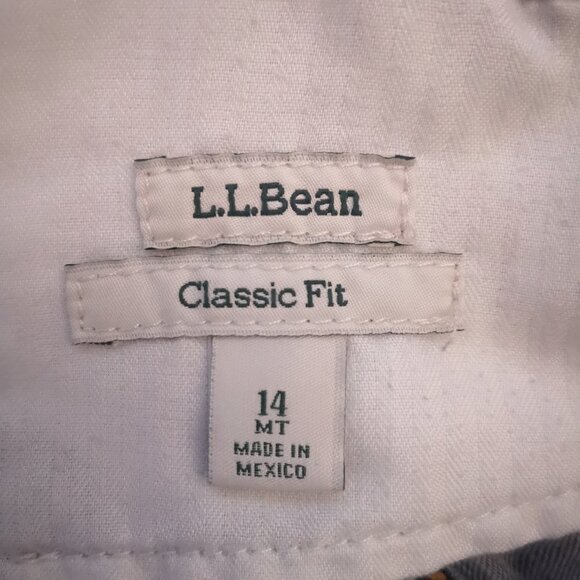 L.L.Bean
Classic Fit
14
MT
MADE IN
MEXICO